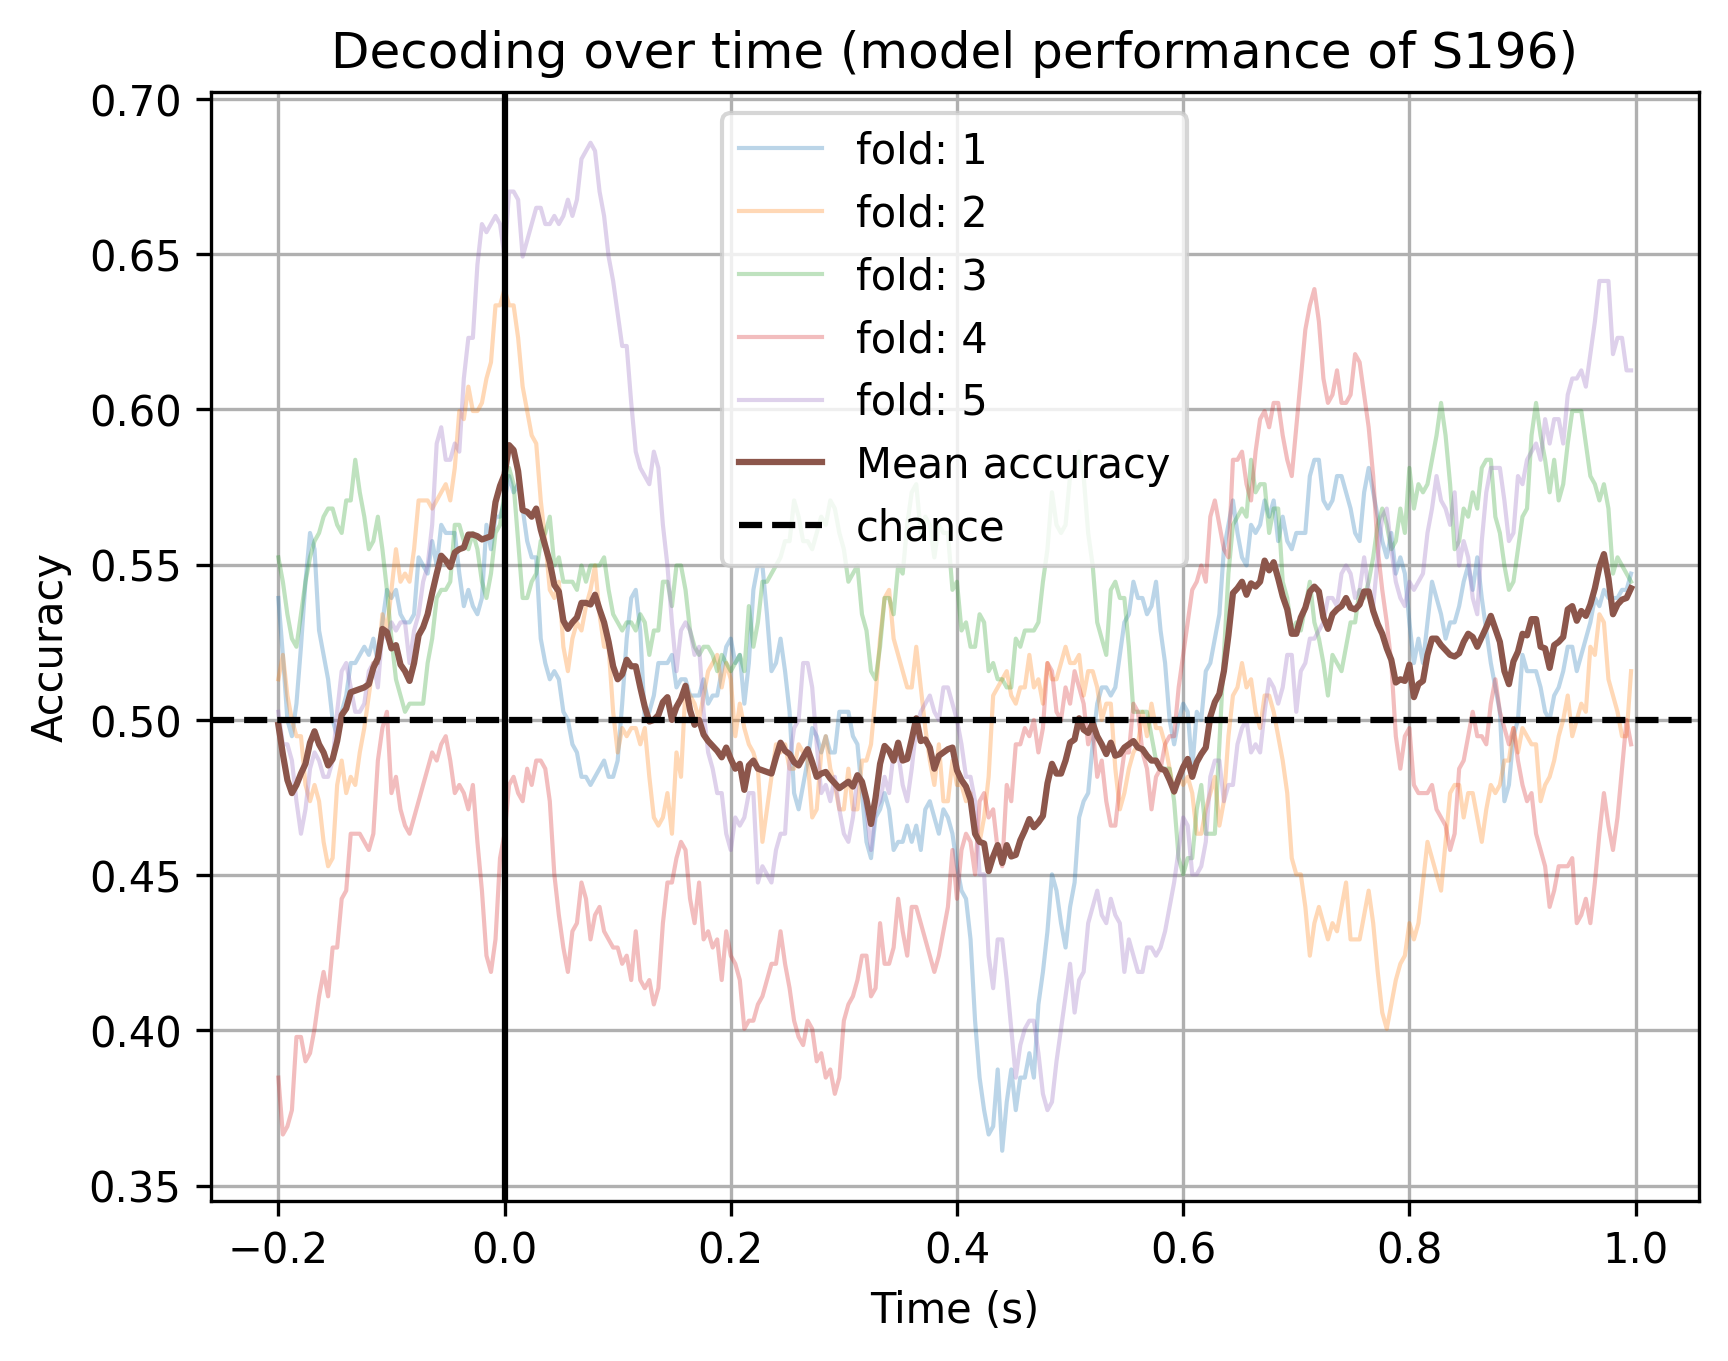 Decoding over time (model performance of S196)
0.70
0.65
0.60
0.55
0.50
0.45
0.40
0.35
Accuracy
fold: 1
fold: 2
fold: 3
fold: 4
fold: 5
Mean accuracy
chance
−0.2 0.0 0.2 0.4 0.6 0.8 1.0
Time (s)